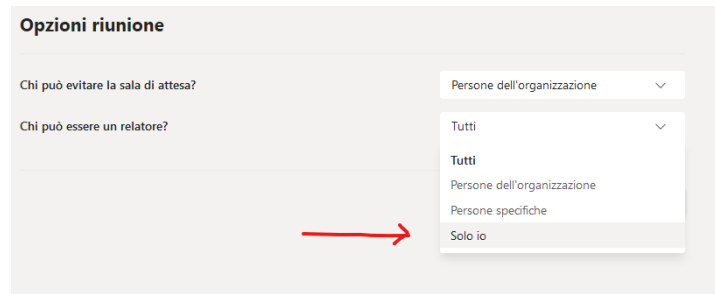 Opzioni riunione
Chi può evitare la sala di attesa?
Persone dell'organizzazione
Chi può essere un relatore?
Tutti
Tutti
Persone dell'organizzazione
Persone specifiche
Solo io